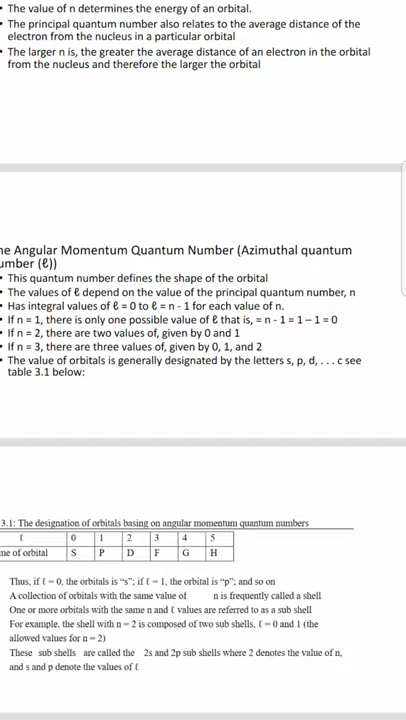 • The value of n determines the energy of an orbital.
• The principal quantum number also relates to the average distance of the
electron from the nucleus in a particular orbital
• The larger n is, the greater the average distance of an electron in the orbital
from the nucleus and therefore the larger the orbital
he Angular Momentum Quantum Number (Azimuthal quantum
umber (ℓ))
• This quantum number defines the shape of the orbital
• The values of ℓ depend on the value of the principal quantum number, n
• Has integral values of ℓ = 0 to ℓ = n - 1 for each value of n.
• If n = 1, there is only one possible value of ℓ that is, = n - 1 = 1 – 1 = 0
• If n = 2, there are two values of, given by 0 and 1
• If n = 3, there are three values of, given by 0, 1, and 2
• The value of orbitals is generally designated by the letters s, p, d, . . . c see
table 3.1 below:
3.1: The designation of orbitals basing on angular momentum quantum numbers
ℓ 0 1 2 3 4 5
me of orbital S P D F G H
Thus, if ℓ = 0, the orbitals is “s”; if ℓ = 1, the orbital is “p”; and so on
A collection of orbitals with the same value of n is frequently called a shell
One or more orbitals with the same n and ℓ values are referred to as a sub shell
For example, the shell with n = 2 is composed of two sub shells, ℓ = 0 and 1 (the
allowed values for n = 2)
These sub shells are called the 2s and 2p sub shells where 2 denotes the value of n,
and s and p denote the values of ℓ